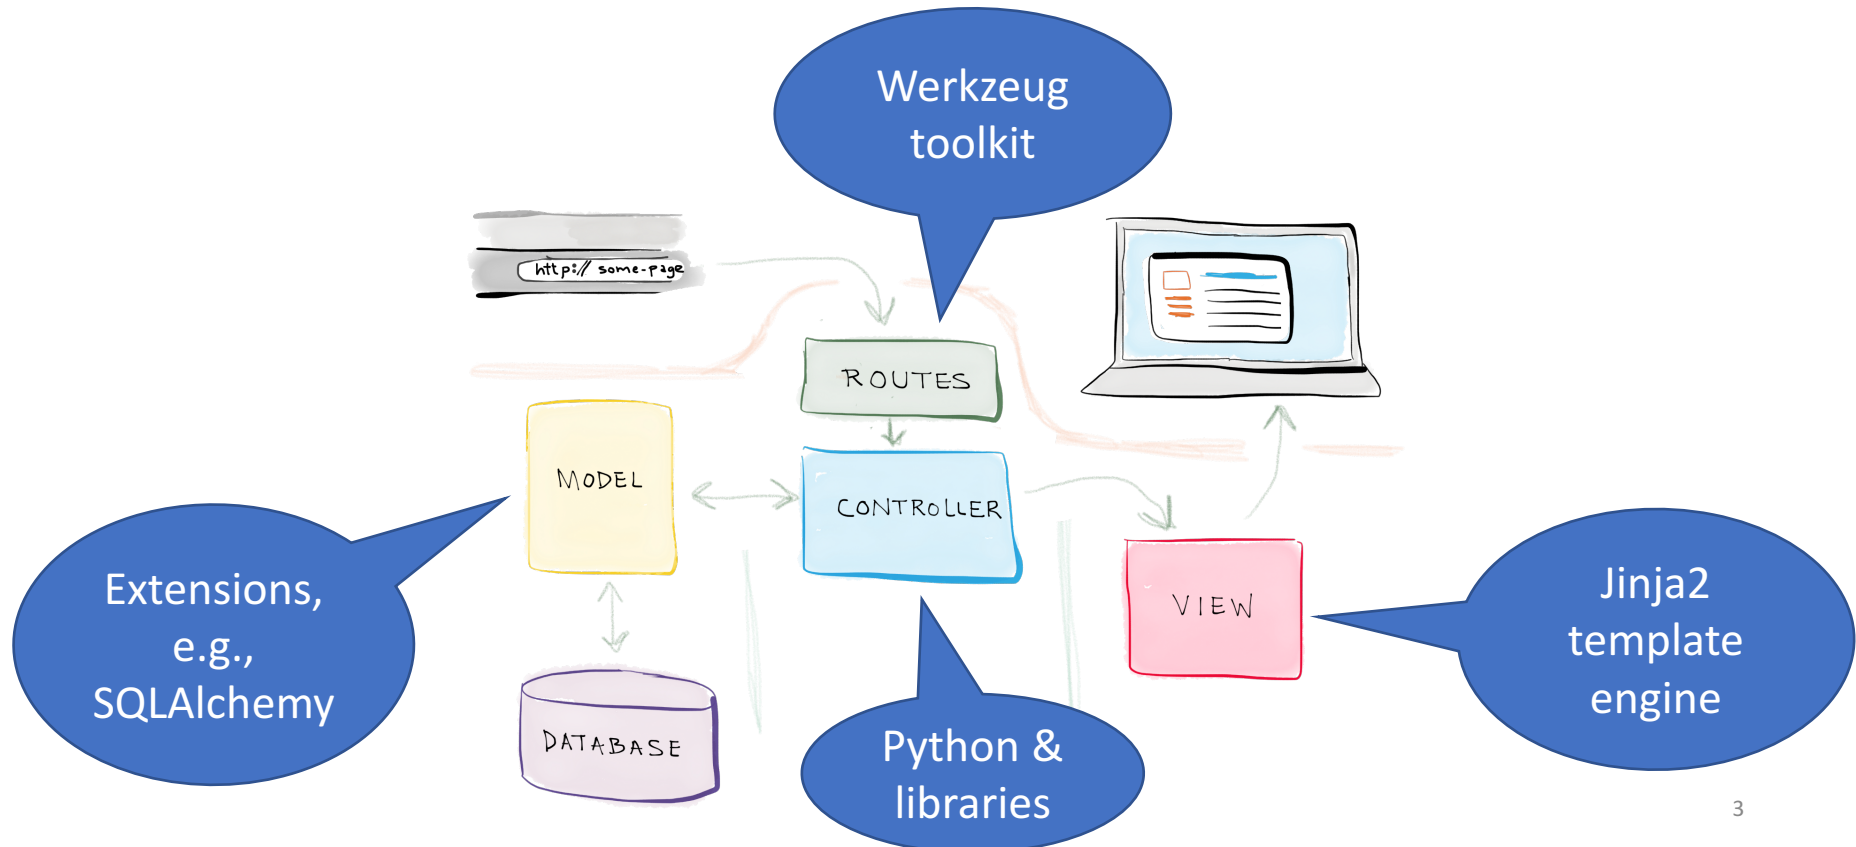 Werkzeug
toolkit
http:// some-page
ROUTES
MODEL
CONTROLLER
Extensions,
e.g.,
SQLAlchemy
VIEW
Jinja2
template
engine
DATABASE
Python &
libraries
3